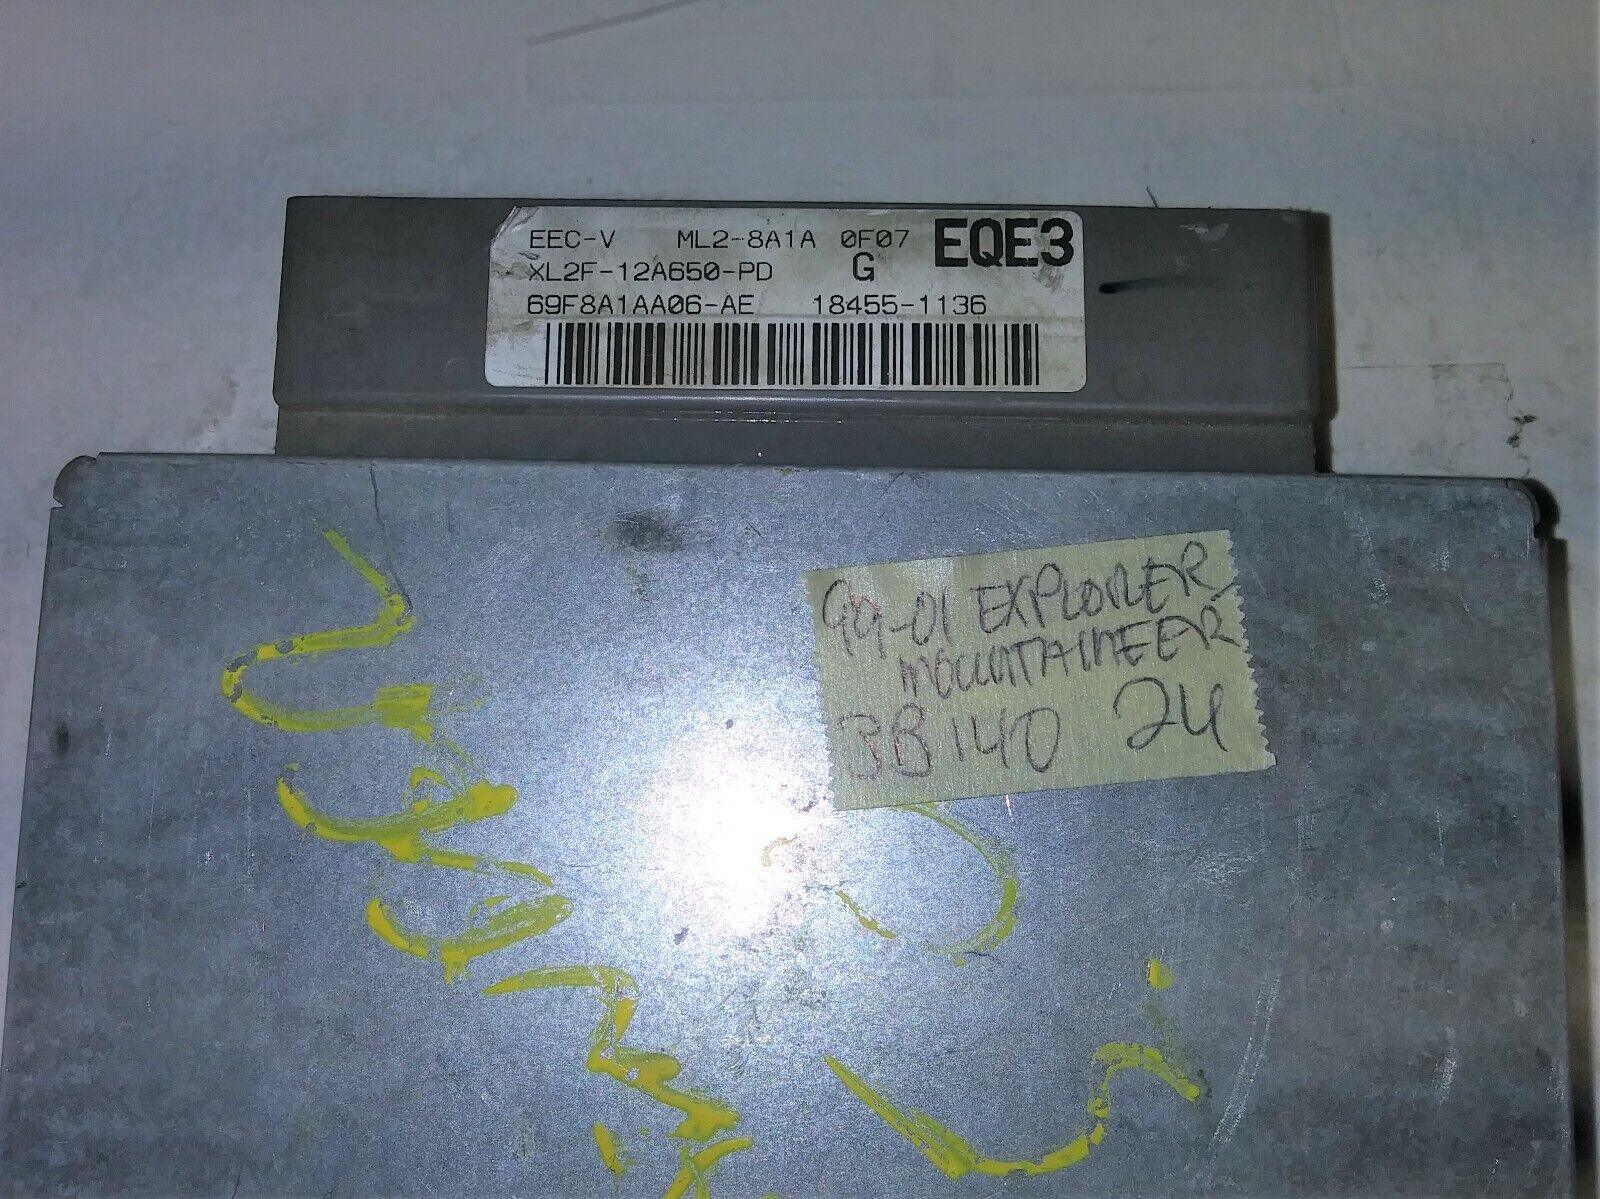 EEC-V ML2-8A1A 0F07 EQE3
XL2F-12A650-PD G
69F8A1AA06-AE 18455-1136
99-01 EXPLORER
MOUNTAINEER
3B140 24